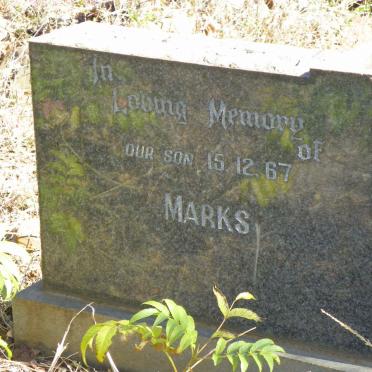 In
Loving Memory
of
OUR SON, 15.12.67
MARKS